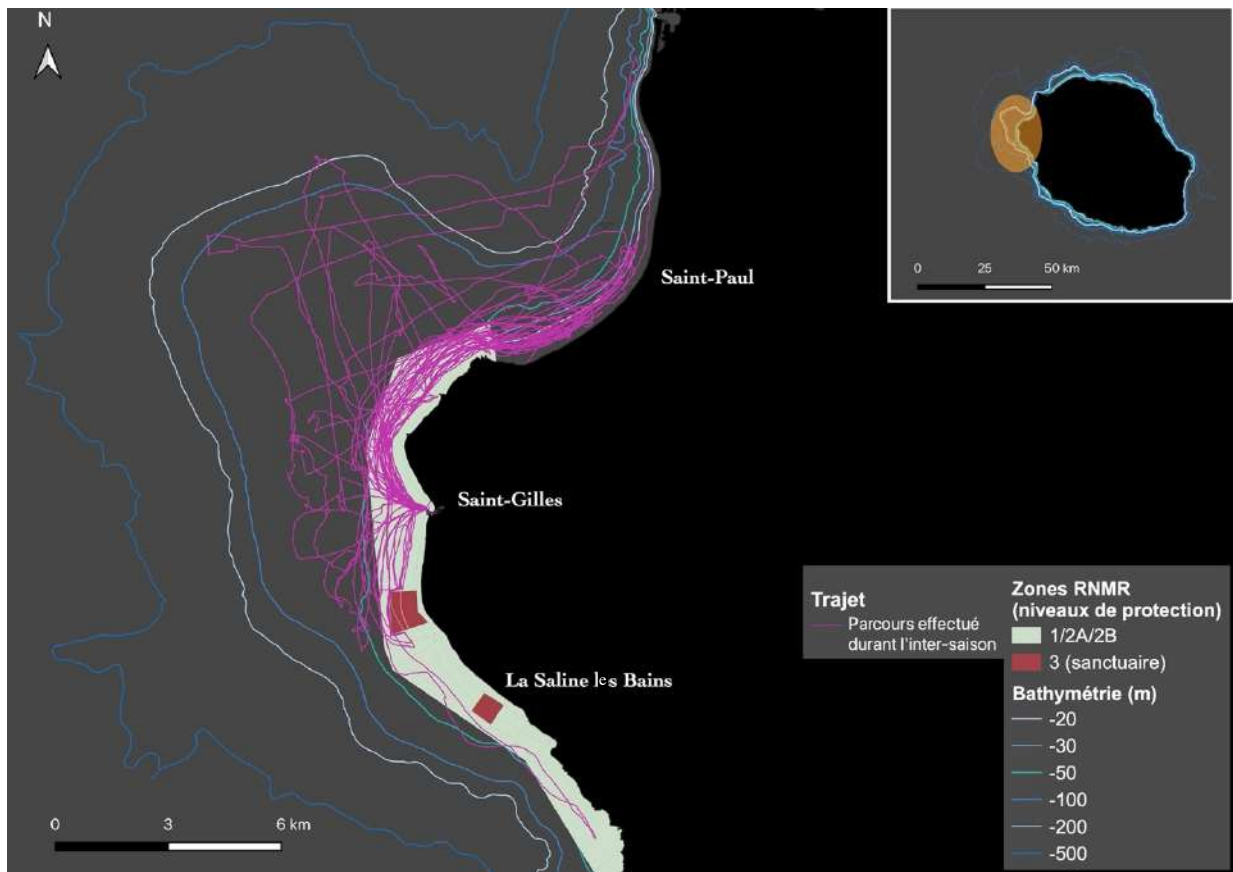 N
0 25 50 km
Saint-Paul
Saint-Gilles
La Saline les Bains
Trajet
Parcours effectué
durant l'inter-saison
Zones RNMR
(niveaux de protection)
1/2A/2B
3 (sanctuaire)
Bathymétrie (m)
-20
-30
-50
-100
-200
-500
0 3 6 km